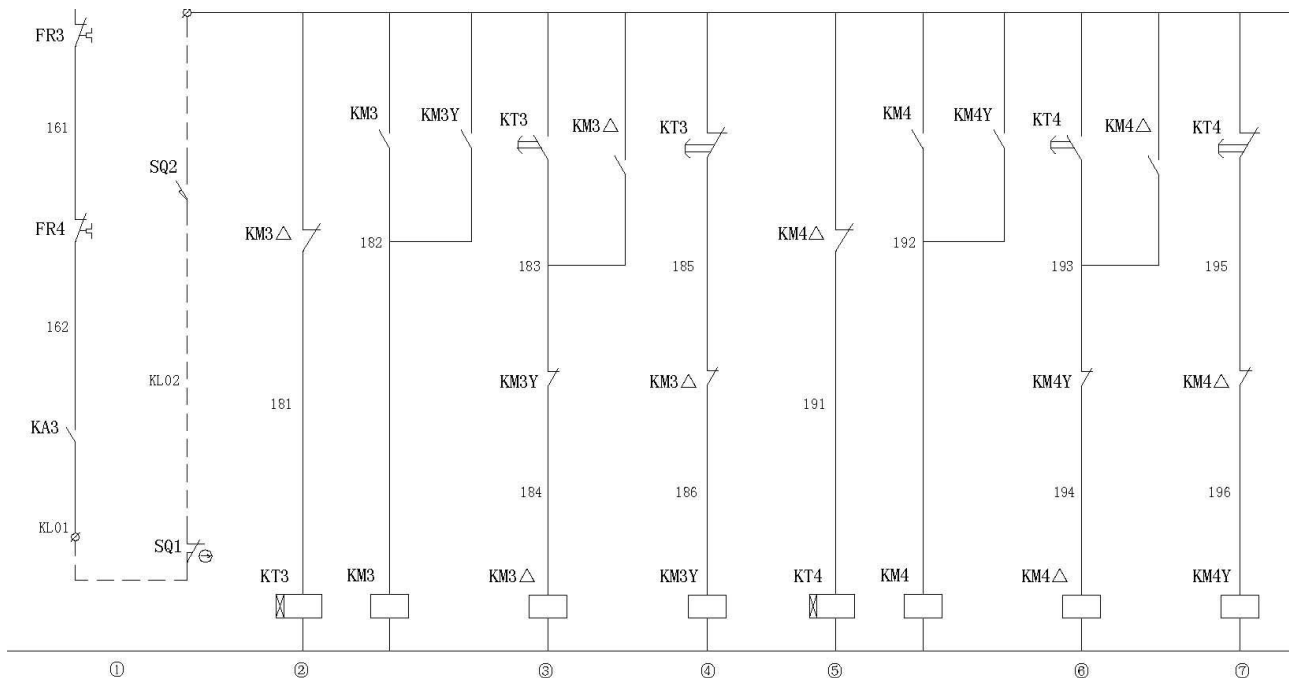 FR3
161
FR4
162
KA3
KL01
SQ2
KL02
SQ1
KM3△
181
KT3
KM3
182
KM3Y
KM3
KT3
KM3△
183
KM3Y
184
KM3△
KT3
185
KM3△
186
KM3Y
KM4△
191
KT4
KM4
192
KM4Y
KM4
KT4
KM4△
193
KM4Y
194
KM4△
KT4
195
KM4△
196
KM4Y
① ② ③ ④ ⑤ ⑥ ⑦